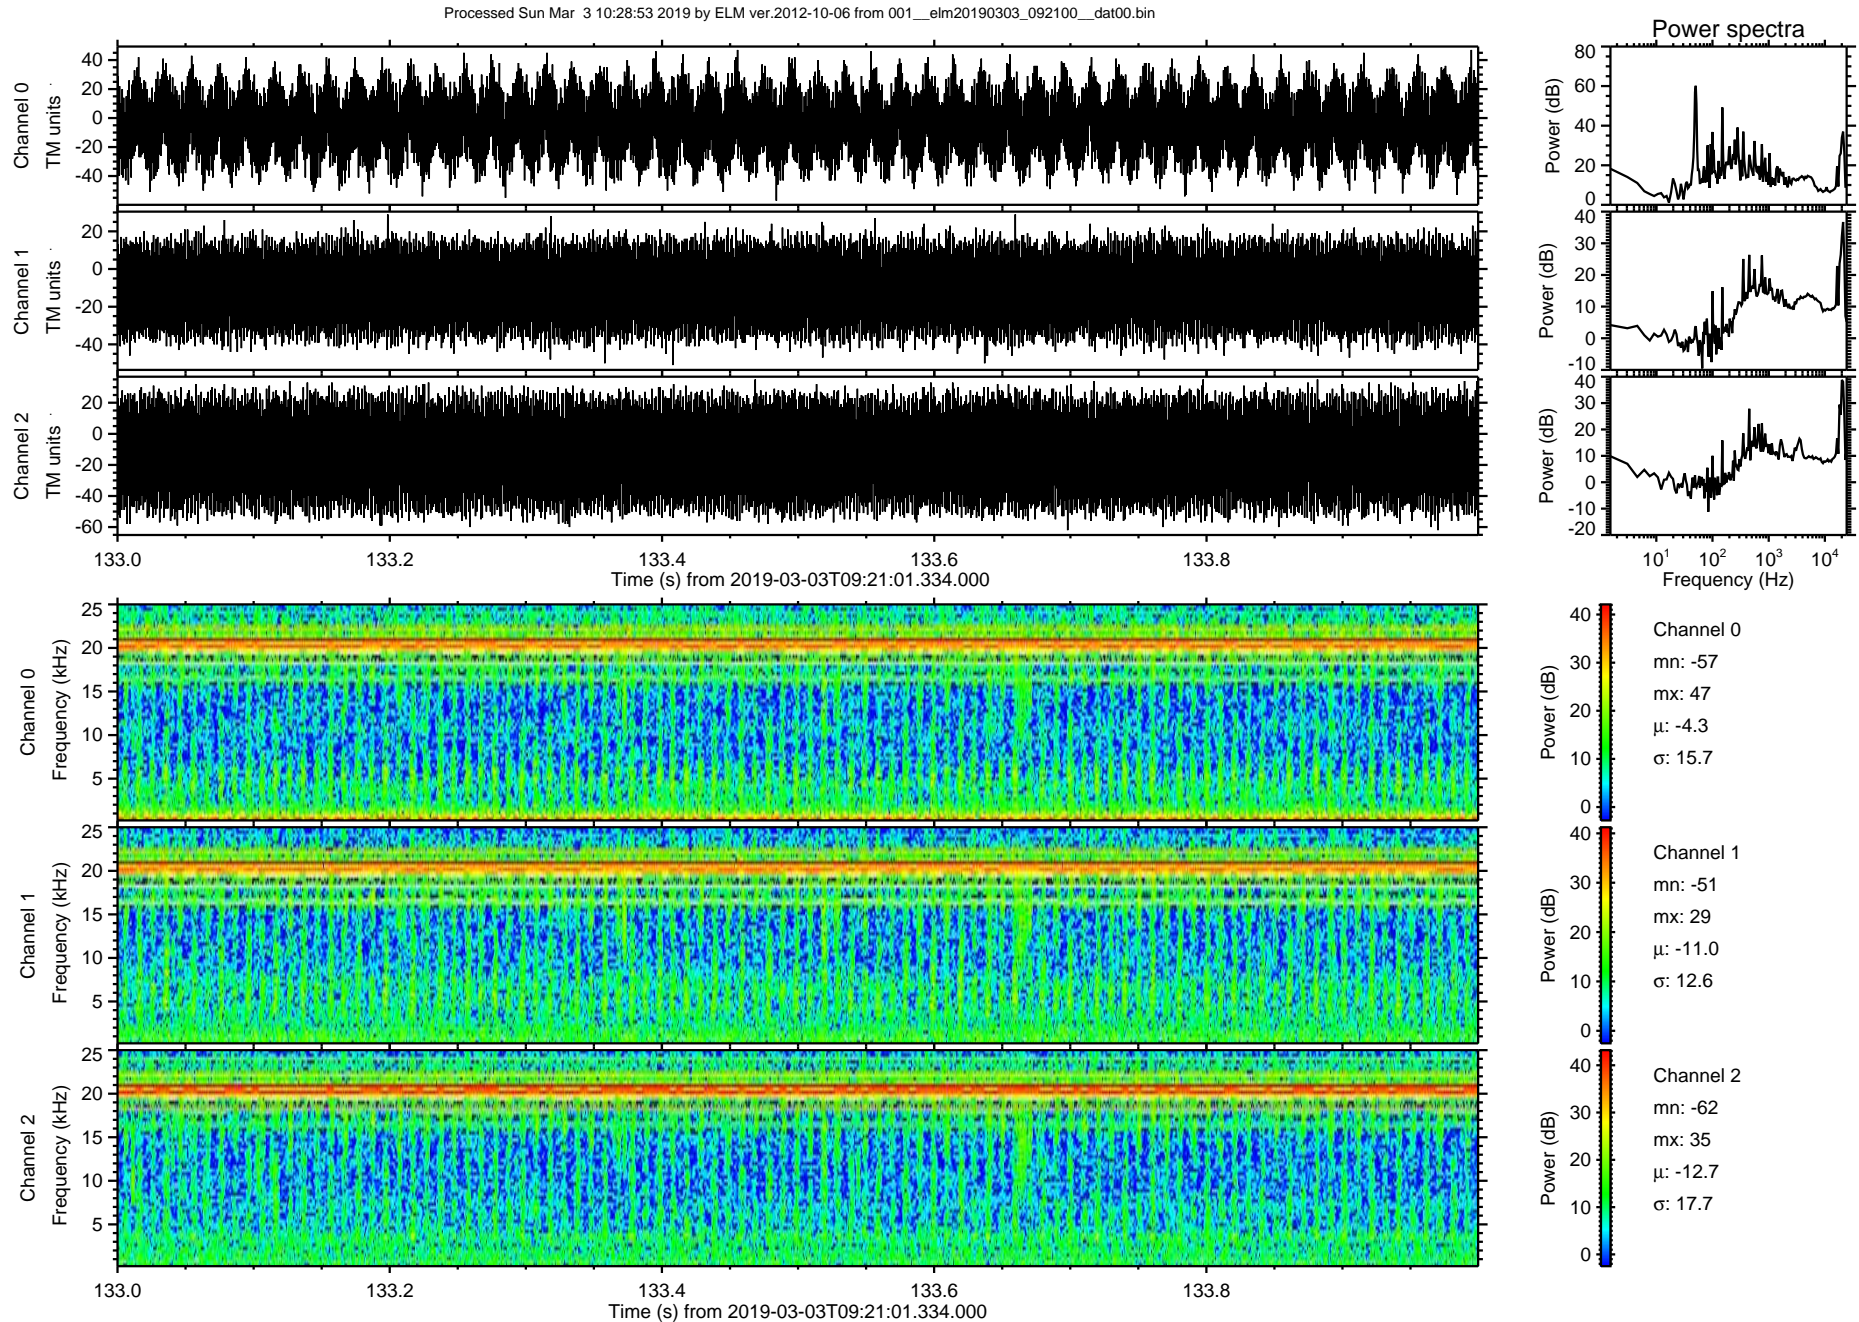 Processed Sun Mar  3 10:28:53 2019 by ELM ver.2012-10-06 from 001__elm20190303_092100__dat00.bin
Power spectra
Channel 0
TM units
40
20
0
-20
-40
Power (dB)
80
60
40
20
0
Channel 1
TM units
20
0
-20
-40
Power (dB)
40
30
20
10
0
-10
Channel 2
TM units
20
0
-20
-40
-60
Power (dB)
40
30
20
10
0
-10
-20
133.0 133.2 133.4 133.6 133.8
Time (s) from 2019-03-03T09:21:01.334.000
10¹ 10² 10³ 10⁴
Frequency (Hz)
Channel 0
Frequency (kHz)
25
20
15
10
5
Power (dB)
40
30
20
10
0
Channel 0
mn: -57
mx: 47
μ: -4.3
σ: 15.7
Channel 1
Frequency (kHz)
25
20
15
10
5
Power (dB)
40
30
20
10
0
Channel 1
mn: -51
mx: 29
μ: -11.0
σ: 12.6
Channel 2
Frequency (kHz)
25
20
15
10
5
Power (dB)
40
30
20
10
0
Channel 2
mn: -62
mx: 35
μ: -12.7
σ: 17.7
133.0 133.2 133.4 133.6 133.8
Time (s) from 2019-03-03T09:21:01.334.000